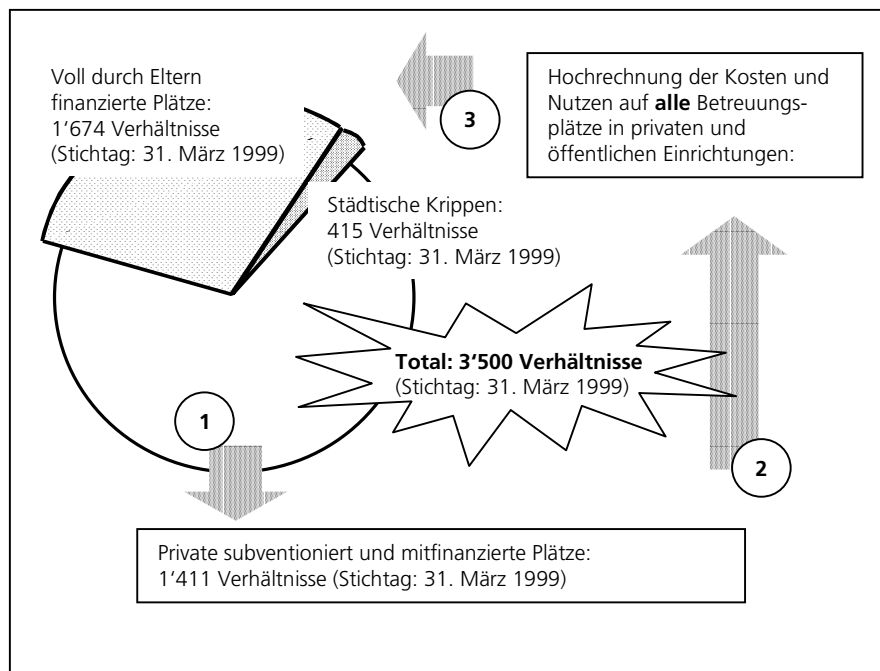 Voll durch Eltern
finanzierte Plätze:
1‘674 Verhältnisse
(Stichtag: 31. März 1999)
3
Hochrechnung der Kosten und
Nutzen auf alle Betreuungs-
plätze in privaten und
öffentlichen Einrichtungen:
Städtische Krippen:
415 Verhältnisse
(Stichtag: 31. März 1999)
Total: 3‘500 Verhältnisse
(Stichtag: 31. März 1999)
1
2
Private subventioniert und mitfinanzierte Plätze:
1‘411 Verhältnisse (Stichtag: 31. März 1999)